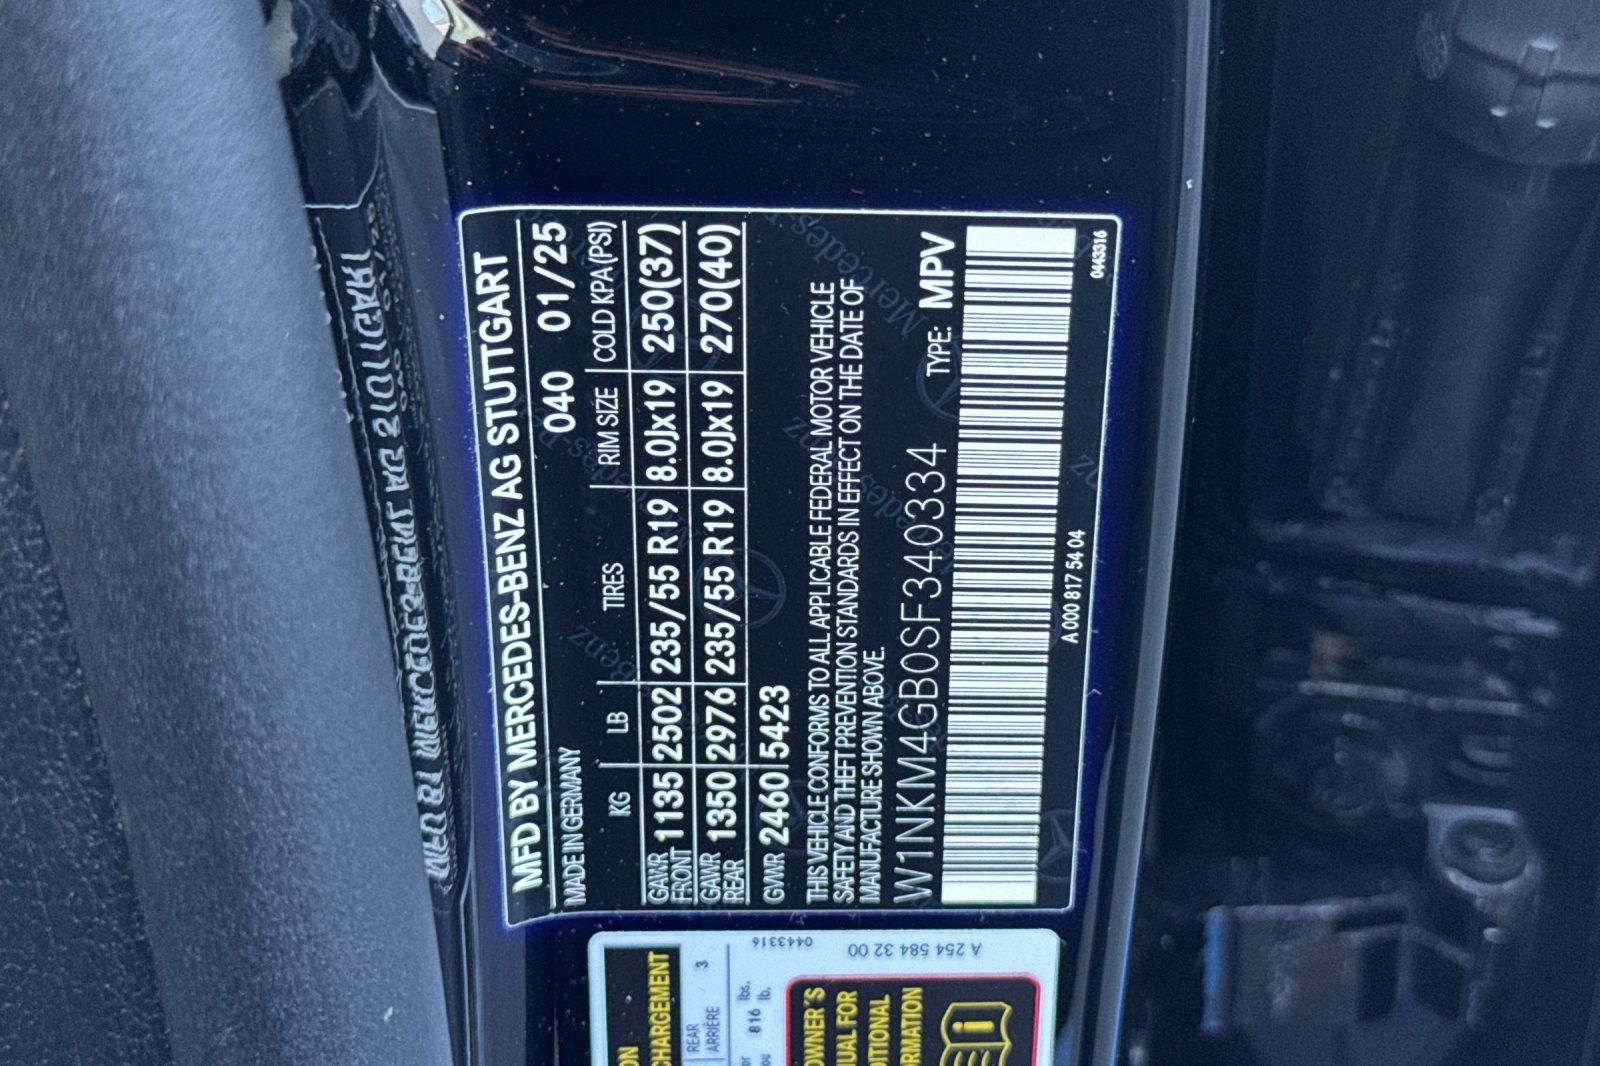 MFD BY MERCEDES-BENZ AG STUTTGART
MADE IN GERMANY 040 01/25
KG LB TIRES RIM SIZE COLD KPA (PSI)
GAWR FRONT 1135 2502 235/55 R19 8.0Jx19 250(37)
GAWR REAR 1350 2976 235/55 R19 8.0Jx19 270(40)
GVWR 2460 5423
THIS VEHICLE CONFORMS TO ALL APPLICABLE FEDERAL MOTOR VEHICLE
SAFETY AND THEFT PREVENTION STANDARDS IN EFFECT ON THE DATE OF
MANUFACTURE SHOWN ABOVE.
W1NKM4GB0SF340334 TYPE: MPV
A 000 817 54 04
0443316
CHARGEMENT
REAR 3
ARRIÈRE
816 lbs.
lb.
0443316
A 254 584 32 00
OWNER'S
FOR